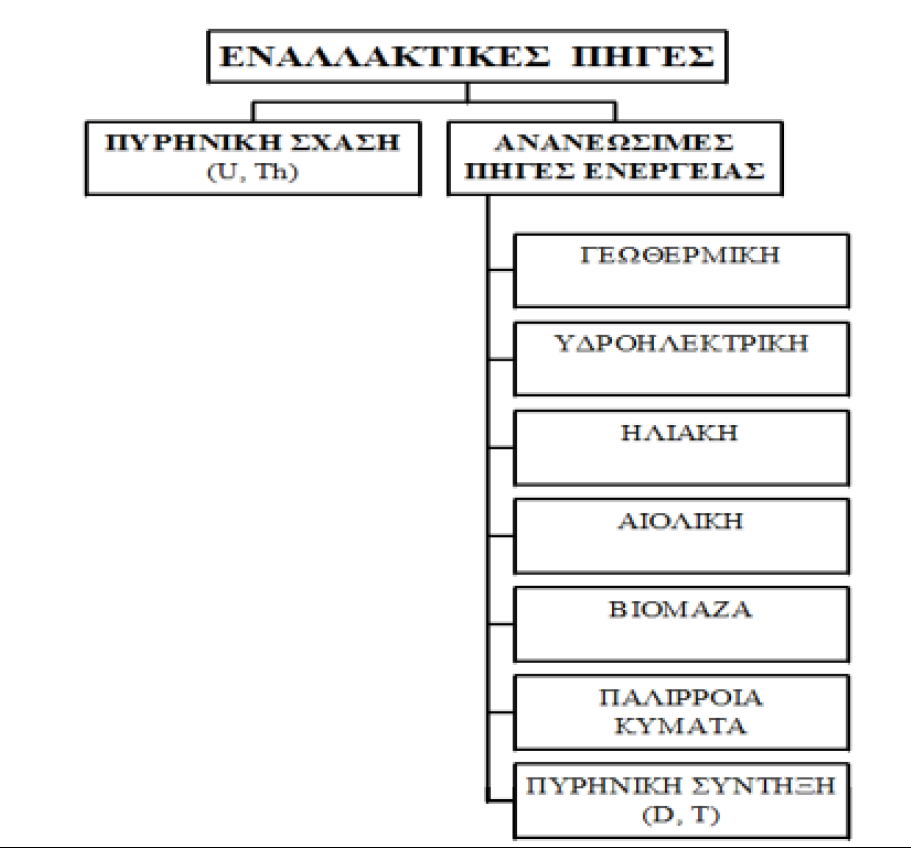 ΕΝΑΛΛΑΚΤΙΚΕΣ ΠΗΓΕΣ
ΠΥΡΗΝΙΚΗ ΣΧΑΣΗ
(U, Th)
ΑΝΑΝΕΩΣΙΜΕΣ
ΠΗΓΕΣ ΕΝΕΡΓΕΙΑΣ
ΓΕΩΘΕΡΜΙΚΗ
ΥΔΡΟΗΛΕΚΤΡΙΚΗ
ΗΛΙΑΚΗ
ΑΙΟΛΙΚΗ
ΒΙΟΜΑΖΑ
ΠΑΛΙΡΡΟΙΑ
ΚΥΜΑΤΑ
ΠΥΡΗΝΙΚΗ ΣΥΝΤΗΞΗ
(D, T)